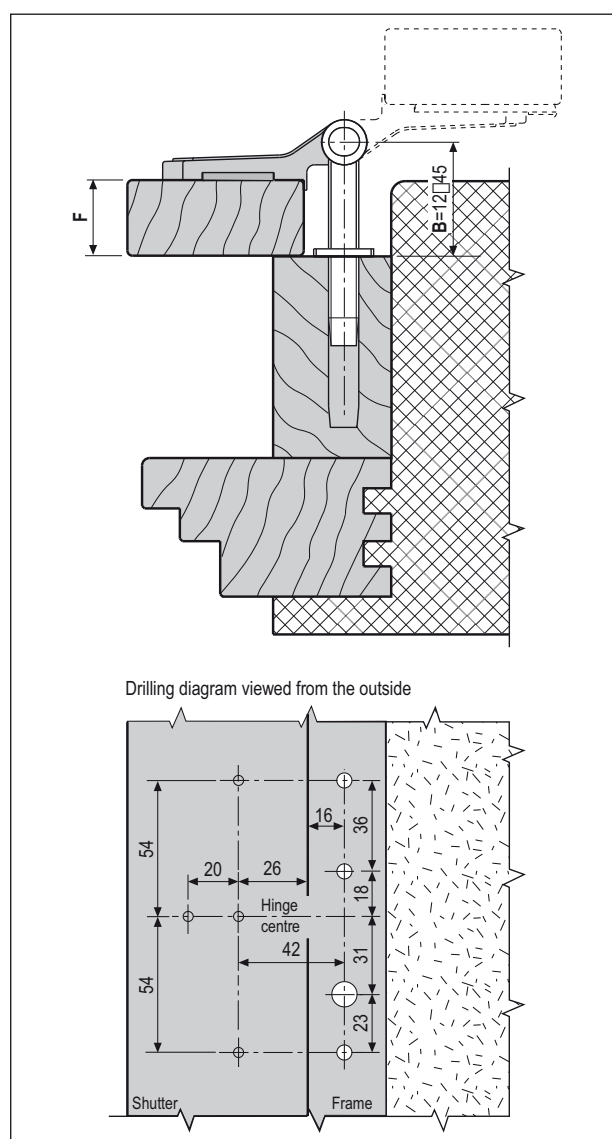 F
B=12□45
Drilling diagram viewed from the outside
16
36
54
20
26
18
Hinge
centre
42
31
54
23
Shutter
Frame